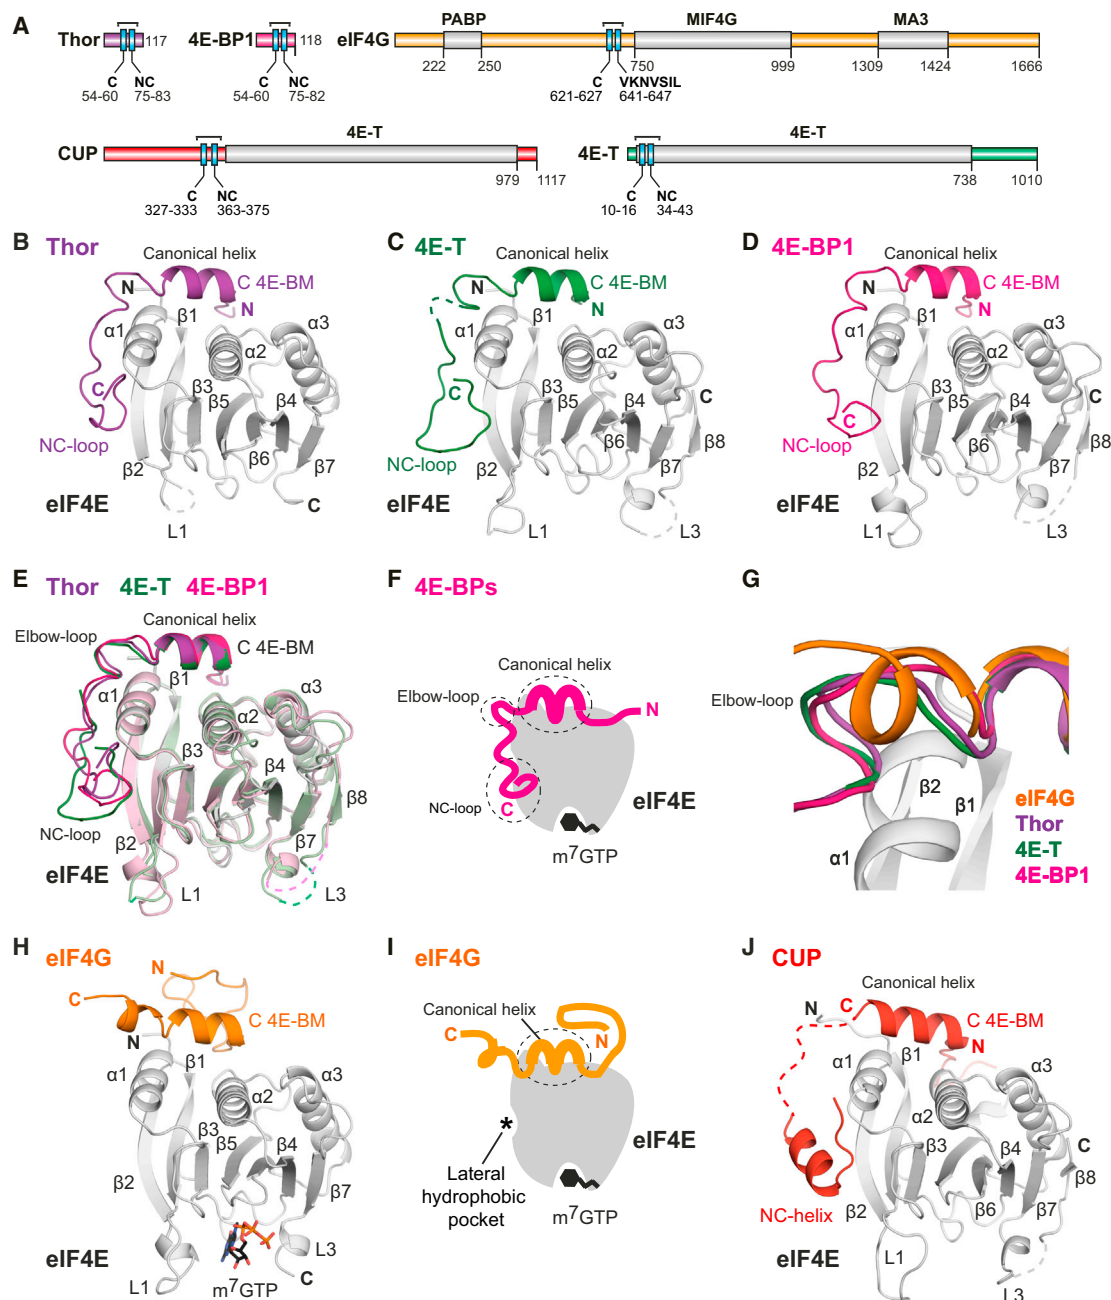 A
Thor
117
C
54-60
NC
75-83
4E-BP1
118
C
54-60
NC
75-82
eIF4G
PABP
MIF4G
MA3
222
250
750
999
1309
1424
1666
C
621-627
VKNVSIL
641-647
CUP
4E-T
979
1117
C
327-333
NC
363-375
4E-T
4E-T
738
1010
C
10-16
NC
34-43
B
Thor
Canonical helix
N
C 4E-BM
N
α1
β1
α2
α3
C
β3
β5
β4
NC-loop
β2
β6
β7
eIF4E
C
L1
C
4E-T
Canonical helix
N
C 4E-BM
N
α1
β1
α2
α3
C
β3
β5
β4
C
NC-loop
β2
β6
β7
β8
eIF4E
L1
L3
D
4E-BP1
Canonical helix
N
C 4E-BM
N
α1
β1
α2
α3
C
β3
β5
β4
C
NC-loop
β2
β6
β7
β8
eIF4E
L1
L3
E
Thor 4E-T 4E-BP1
Canonical helix
Elbow-loop
C 4E-BM
α1
β1
α2
α3
β3
β4
β8
NC-loop
β2
β7
eIF4E
L1
L3
F
4E-BPs
Canonical helix
Elbow-loop
N
NC-loop
C
eIF4E
m7GTP
G
Elbow-loop
β2
β1
α1
eIF4G
Thor
4E-T
4E-BP1
H
eIF4G
N
C
C 4E-BM
N
α1
β1
α2
α3
β3
β5
β4
β2
β7
eIF4E
L1
L3
C
m7GTP
I
eIF4G
Canonical helix
C
N
*
eIF4E
Lateral
hydrophobic
pocket
m7GTP
J
CUP
Canonical helix
N
C
C 4E-BM
N
α1
β1
α2
α3
β3
β4
C
β8
NC-helix
β2
β6
β7
eIF4E
L1
L3